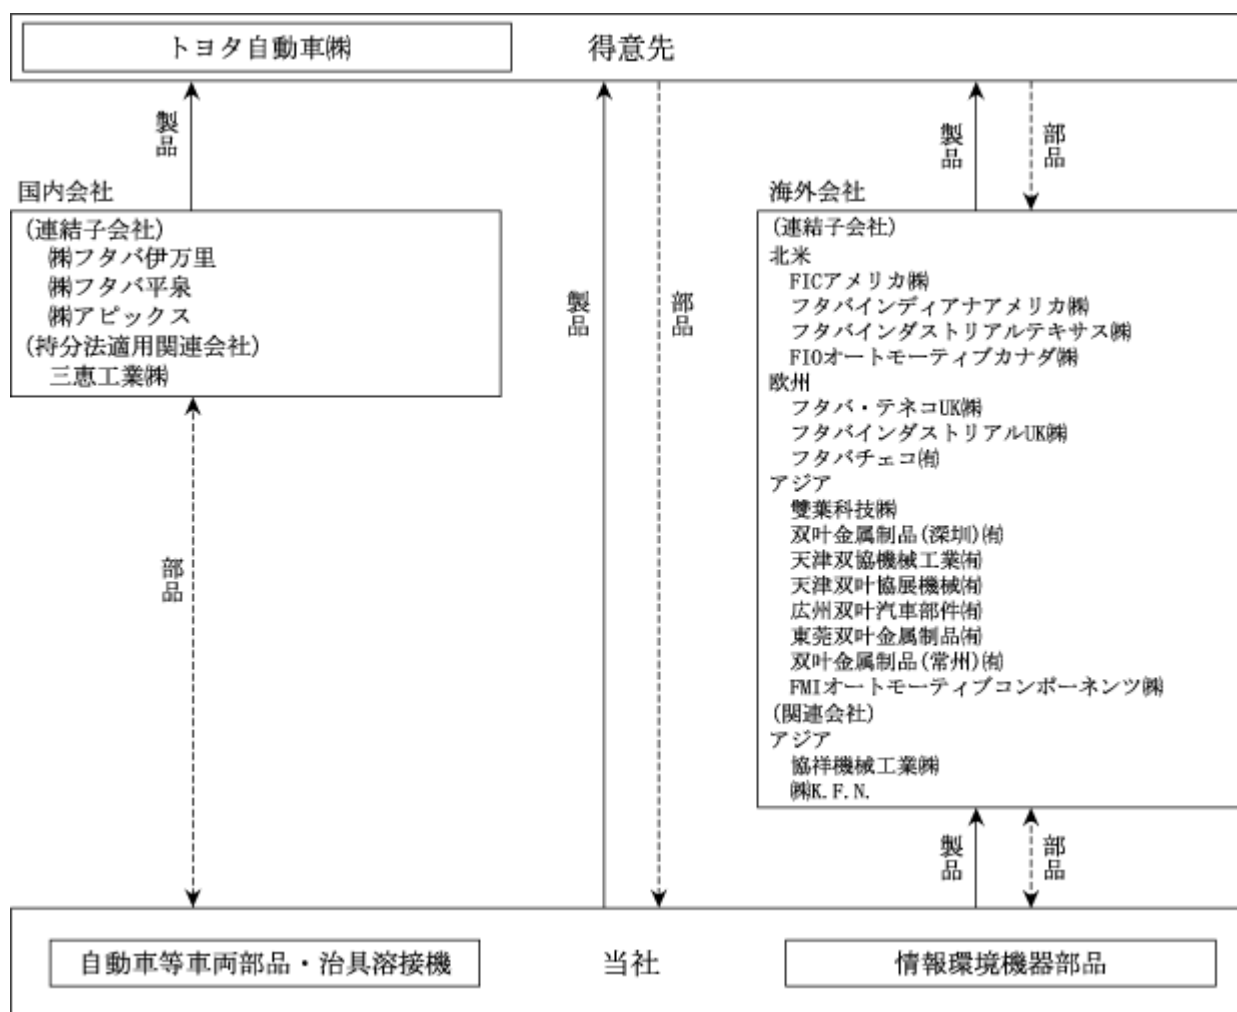 トヨタ自動車㈱
得意先
製品
製品
部品
国内会社
(連結子会社)
㈱フタバ伊万里
㈱フタバ平泉
㈱アピックス
(持分法適用関連会社)
三恵工業㈱
製品
部品
海外会社
(連結子会社)
北米
FICアメリカ㈱
フタバインディアナアメリカ㈱
フタバインダストリアルテキサス㈱
FIOオートモーティブカナダ㈱
欧州
フタバ・テネコUK㈱
フタバインダストリアルUK㈱
フタバチェコ㈲
アジア
雙葉科技㈱
双叶金属制品(深圳)㈲
天津双協機械工業㈲
天津双叶協展機械㈲
広州双叶汽車部件㈲
東莞双叶金属制品㈲
双叶金属制品(常州)㈲
FMIオートモーティブコンポーネンツ㈱
(関連会社)
アジア
協祥機械工業㈱
㈱K.F.N.
部品
製品
部品
自動車等車両部品・治具溶接機
当社
情報環境機器部品